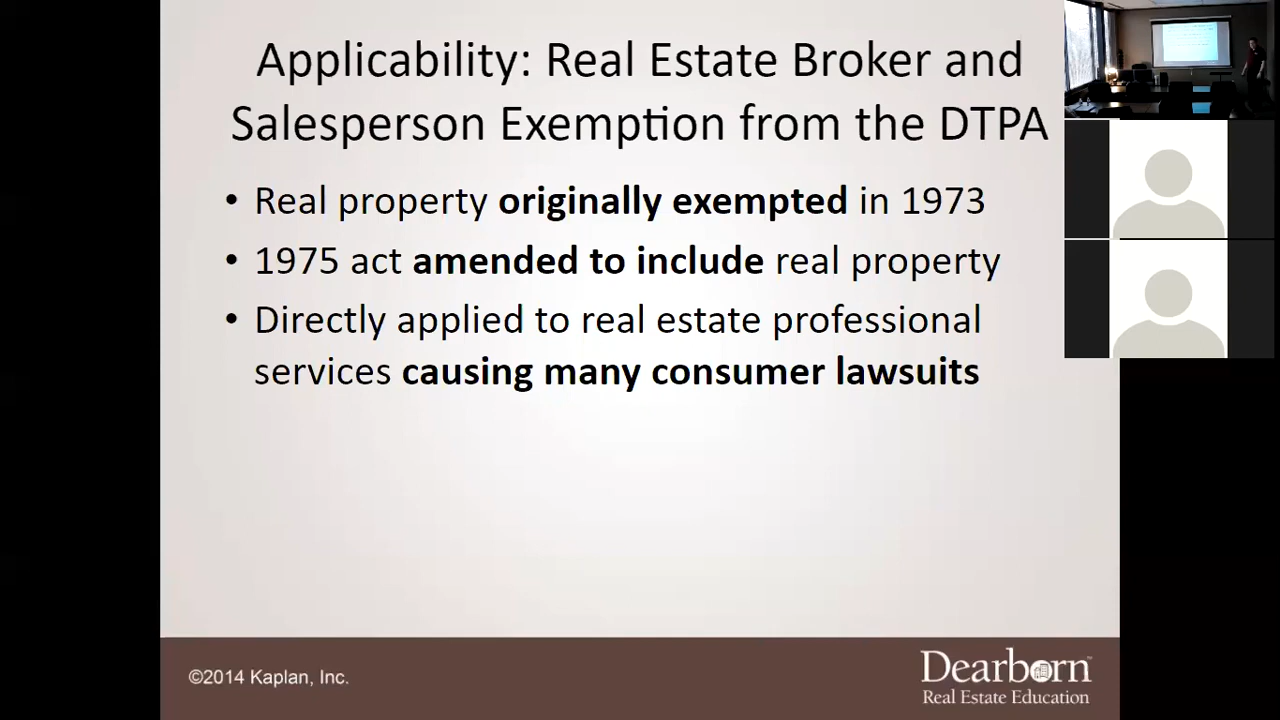 Applicability: Real Estate Broker and
Salesperson Exemption from the DTPA
• Real property originally exempted in 1973
• 1975 act amended to include real property
• Directly applied to real estate professional
services causing many consumer lawsuits
©2014 Kaplan, Inc.
Dearborn™
Real Estate Education